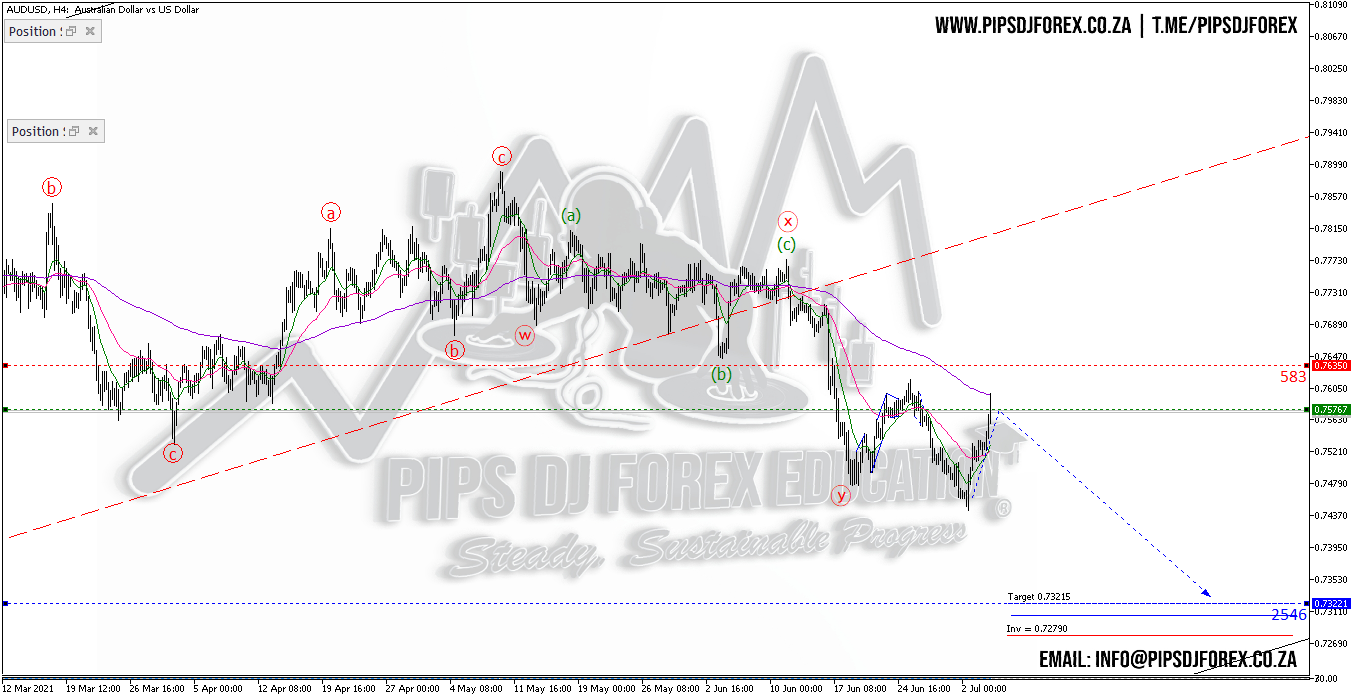 AUDUSD, H4: Australian Dollar vs US Dollar
WWW.PIPSDJFOREX.CO.ZA | T.ME/PIPSDJFOREX
Position
Position
b
a
c
(a)
x
(c)
w
b
(b)
c
y
PIPS DJ FOREX EDUCATION
®
Steady, Sustainable Progress
Target 0.73215
Inv = 0.72790
EMAIL: INFO@PIPSDJFOREX.CO.ZA
0.81090
0.80670
0.80250
0.79830
0.79410
0.78990
0.78570
0.78150
0.77730
0.77310
0.76890
0.76470
0.76350
583
0.76050
0.75767
0.75630
0.75210
0.74790
0.74370
0.73950
0.73530
0.73221
0.73110
2546
0.72690
12 Mar 2021
19 Mar 12:00
26 Mar 16:00
5 Apr 00:00
12 Apr 08:00
19 Apr 16:00
27 Apr 00:00
4 May 08:00
11 May 16:00
19 May 00:00
26 May 08:00
2 Jun 16:00
10 Jun 00:00
17 Jun 08:00
24 Jun 16:00
2 Jul 00:00